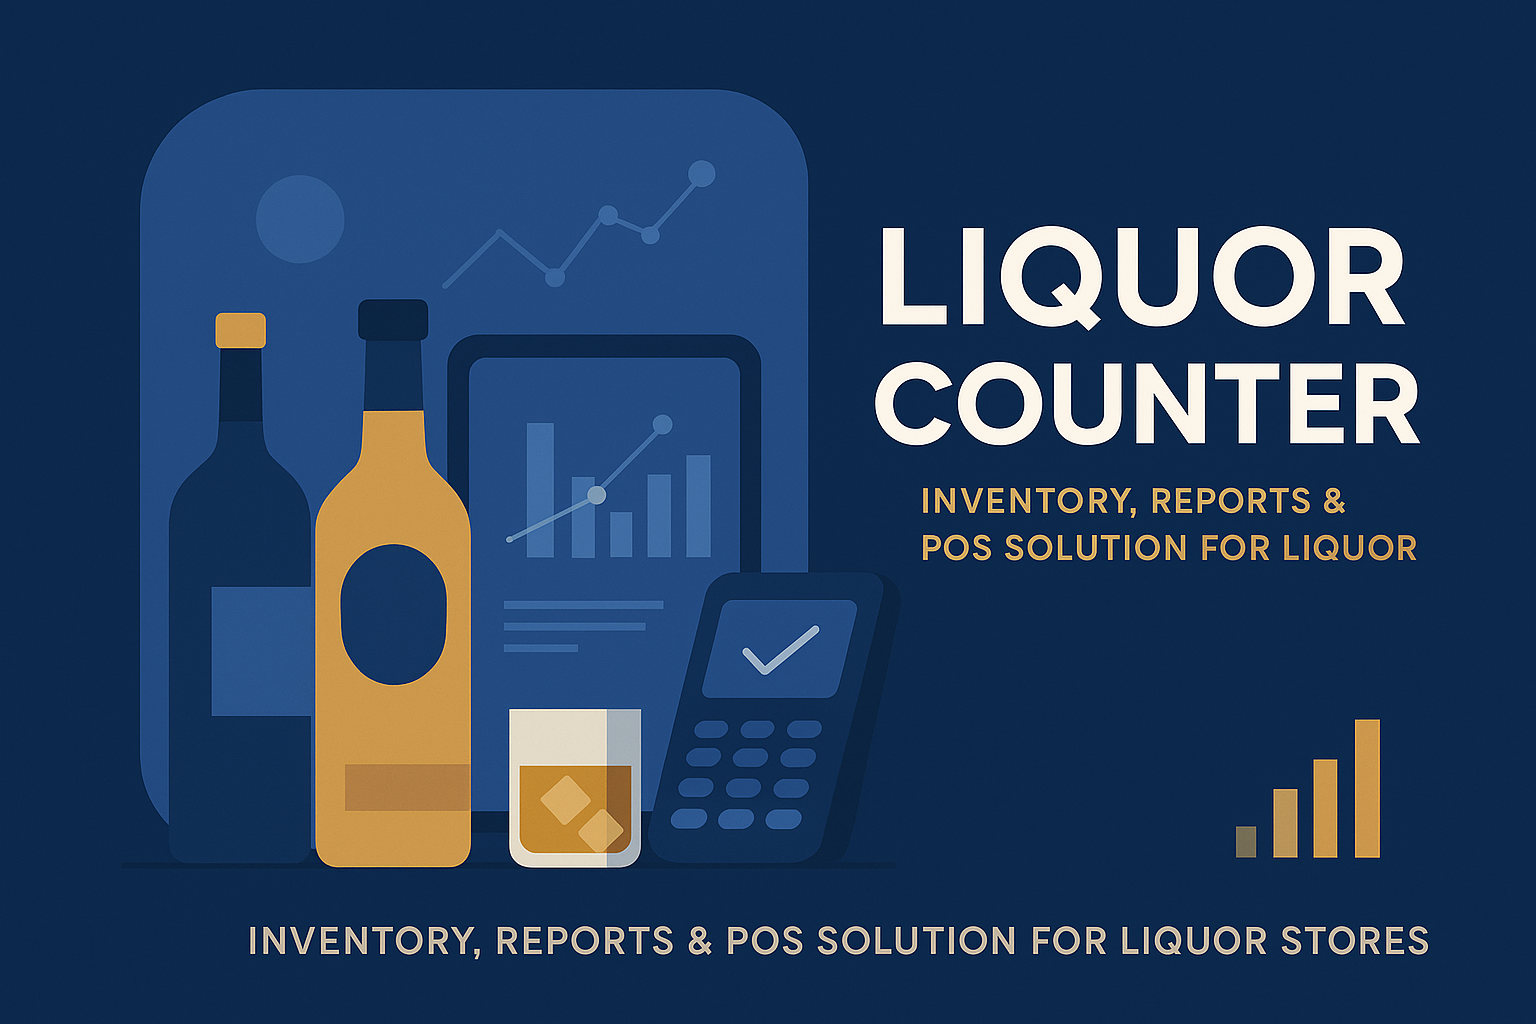 LIQUOR
COUNTER
INVENTORY, REPORTS &
POS SOLUTION FOR LIQUOR
INVENTORY, REPORTS & POS SOLUTION FOR LIQUOR STORES